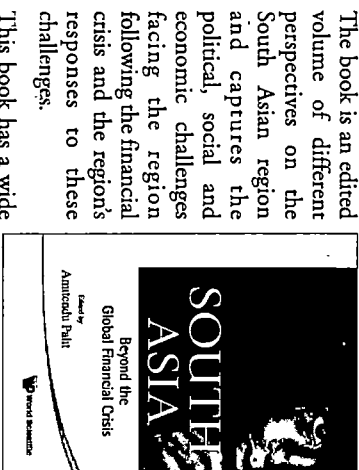 The book is an edited
volume of different
perspectives on the
South Asian region
and captures the
political, social and
economic challenges
facing the region
following the financial
crisis and the region's
responses to these
challenges.
This book has a wide
SOUTH
ASIA
Beyond the
Global Financial Crisis
Edited by
Amitendu Palit
World Scientific